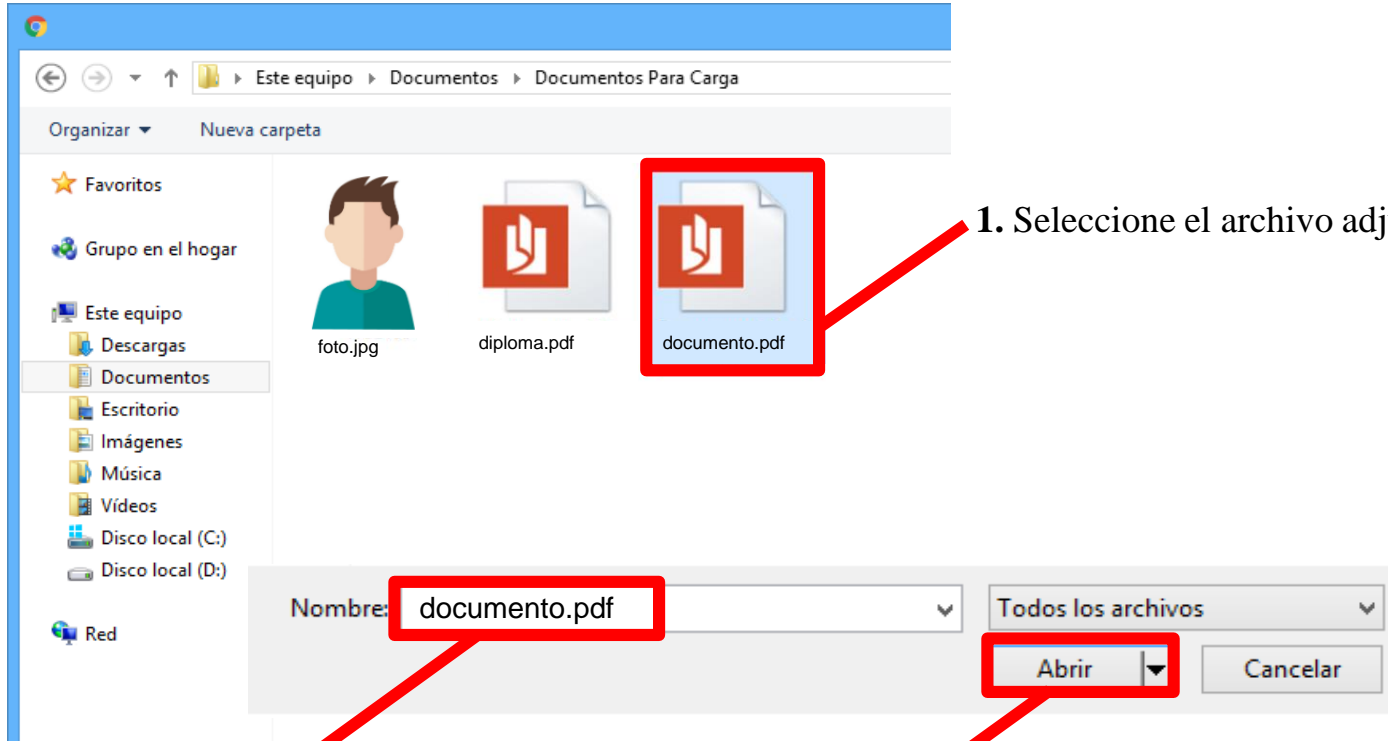 Este equipo Documentos Documentos Para Carga
Organizar Nueva carpeta
Favoritos
Grupo en el hogar
Este equipo
Descargas
Documentos
Escritorio
Imágenes
Música
Vídeos
Disco local (C:)
Disco local (D:)
Red
foto.jpg diploma.pdf documento.pdf
1. Seleccione el archivo adj
Nombre: documento.pdf Todos los archivos
Abrir Cancelar